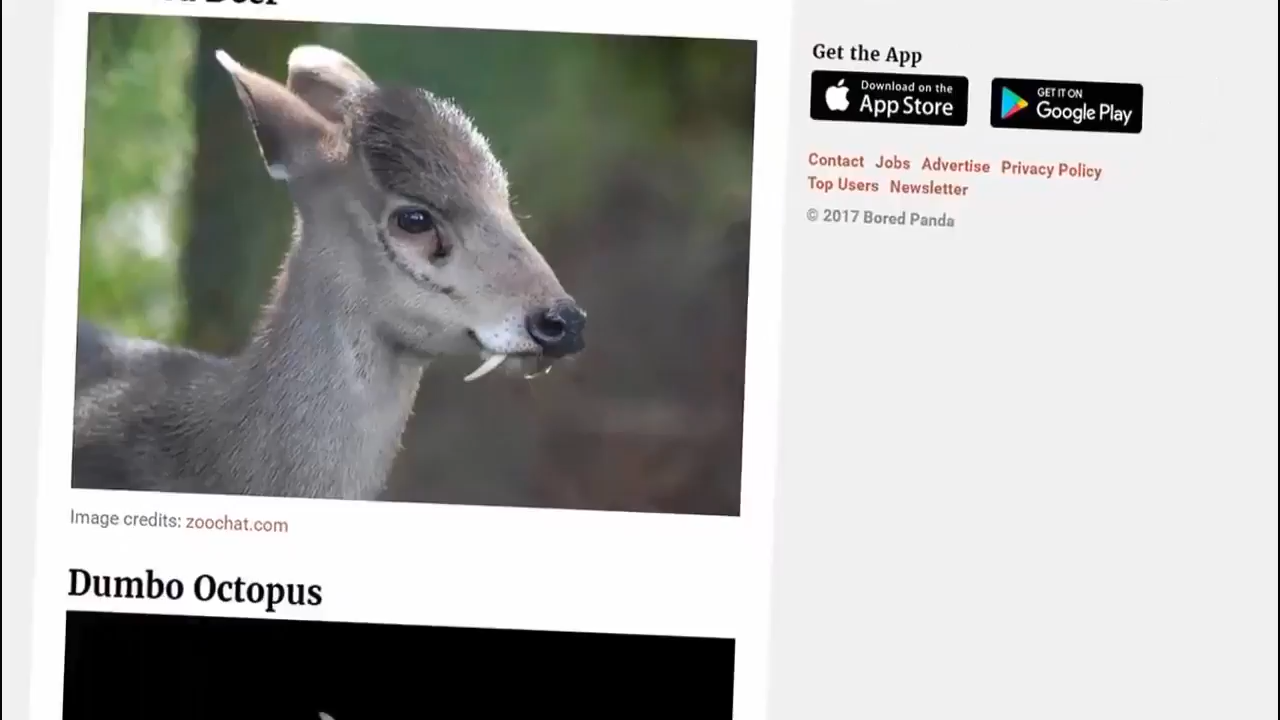 Get the App
Download on the
App Store
GET IT ON
Google Play
Contact Jobs Advertise Privacy Policy
Top Users Newsletter
© 2017 Bored Panda
Image credits: zoochat.com
Dumbo Octopus